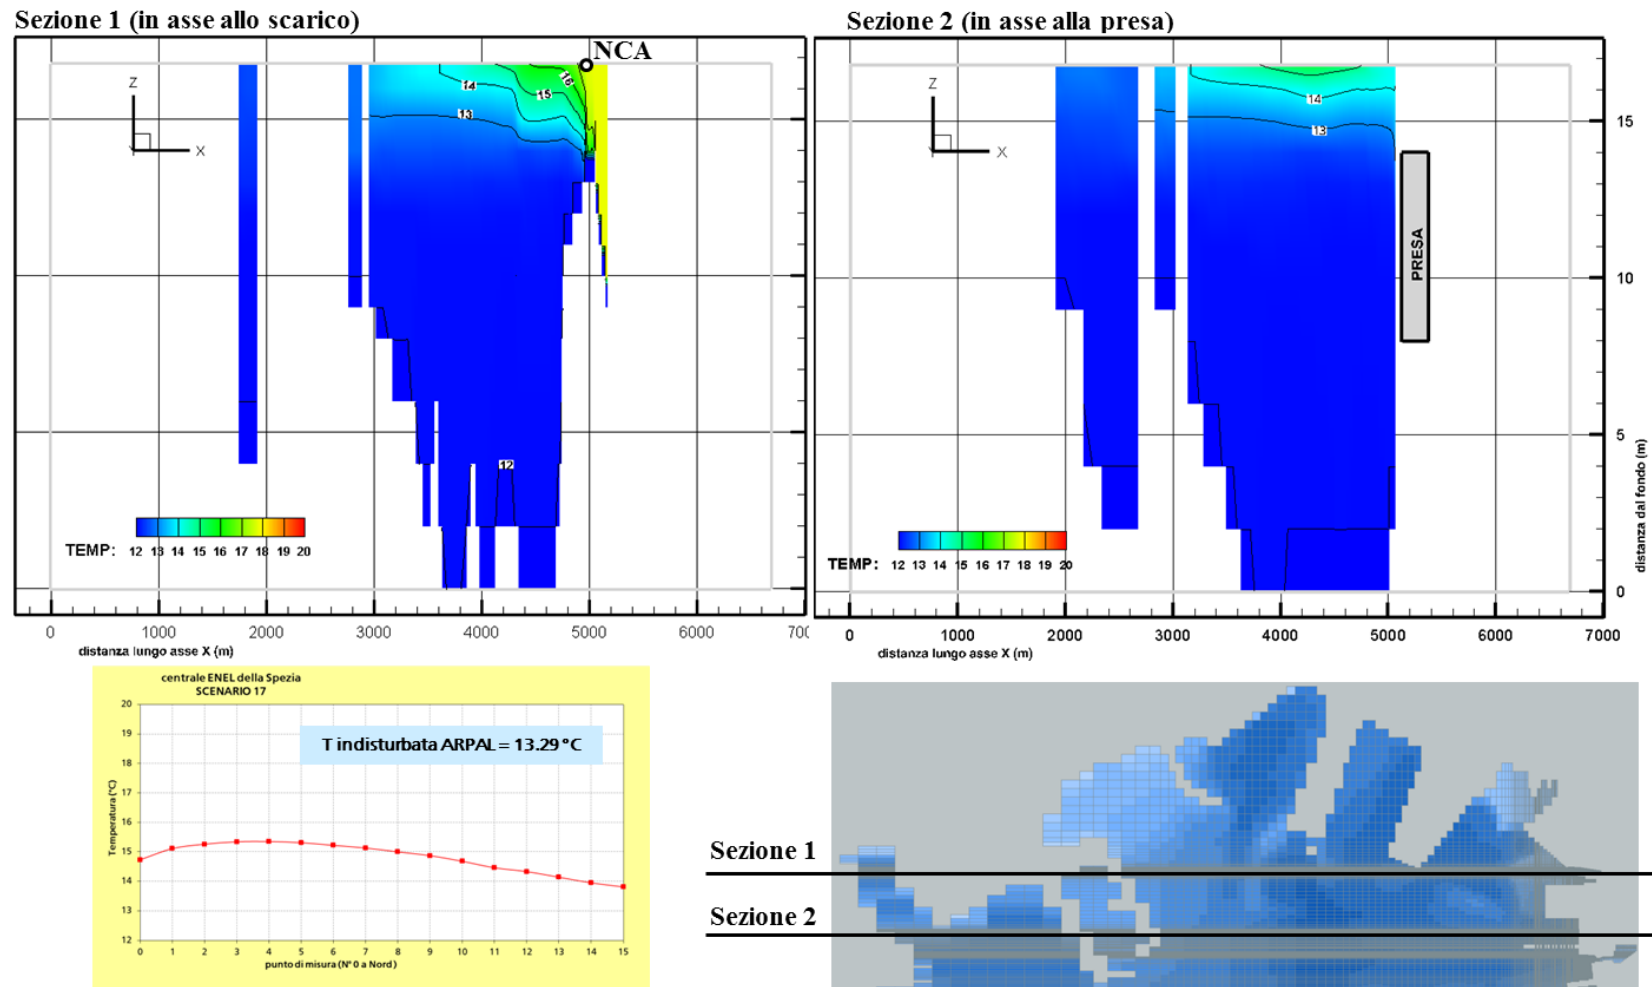 Sezione 1 (in asse allo scarico)
NCA
Z
X
16
14
15
13
12
TEMP:
12 13 14 15 16 17 18 19 20
0 1000 2000 3000 4000 5000 6000 700
distanza lungo asse X (m)
Sezione 2 (in asse alla presa)
Z
X
14
13
PRESA
15
10
5
0
distanza dal fondo (m)
TEMP:
12 13 14 15 16 17 18 19 20
0 1000 2000 3000 4000 5000 6000 7000
distanza lungo asse X (m)
centrale ENEL della Spezia
SCENARIO 17
T indisturbata ARPAL = 13.29 °C
Temperatura (°C)
20
19
18
17
16
15
14
13
12
0 1 2 3 4 5 6 7 8 9 10 11 12 13 14 15
punto di misura (N° 0 a Nord)
Sezione 1
Sezione 2